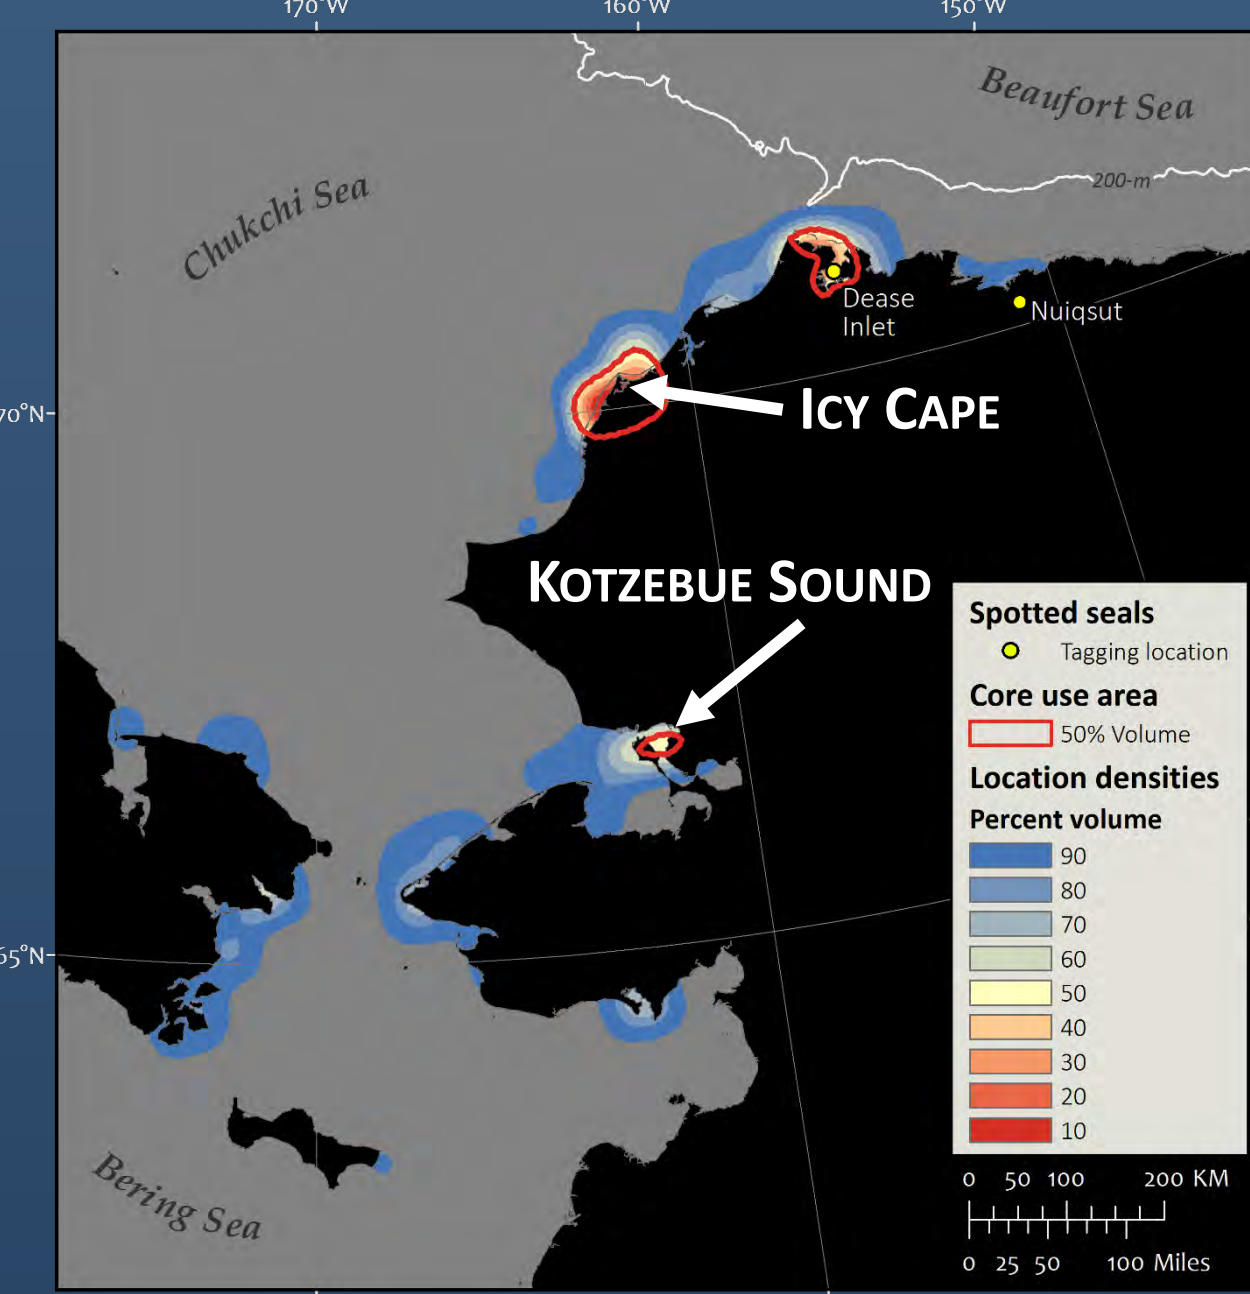 170°W
160°W
150°W
Beaufort Sea
Chukchi Sea
200-m
Dease
Inlet
Nuiqsut
70°N
ICY CAPE
KOTZEBUE SOUND
Spotted seals
Tagging location
Core use area
50% Volume
Location densities
Percent volume
90
80
70
60
50
40
30
20
10
65°N
Bering Sea
0 50 100 200 KM
0 25 50 100 Miles